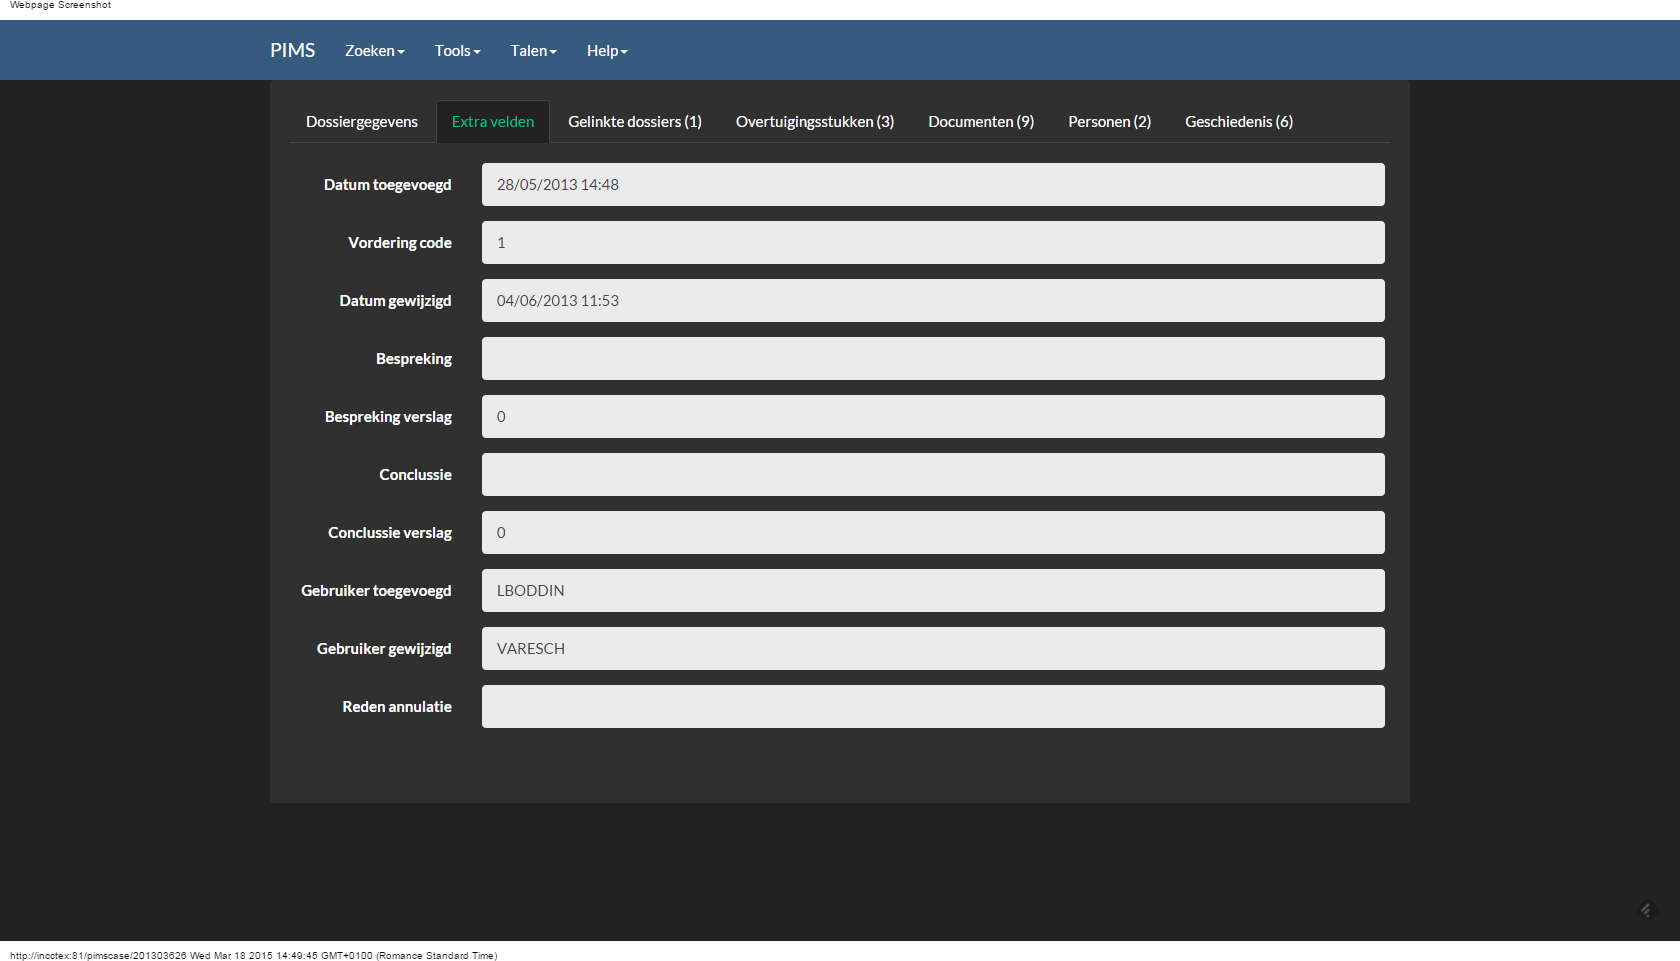 Webpage Screenshot
PIMS Zoeken Tools Talen Help
Dossiergegevens Extra velden Gelinkte dossiers (1) Overtuigingsstukken (3) Documenten (9) Personen (2) Geschiedenis (6)
Datum toegevoegd 28/05/2013 14:48
Vordering code 1
Datum gewijzigd 04/06/2013 11:53
Bespreking
Bespreking verslag 0
Conclussie
Conclussie verslag 0
Gebruiker toegevoegd LBODDIN
Gebruiker gewijzigd VARESCH
Reden annulatie
http://incctex:81/pimscase/201303626 Wed Mar 18 2015 14:49:45 GMT+0100 (Romance Standard Time)